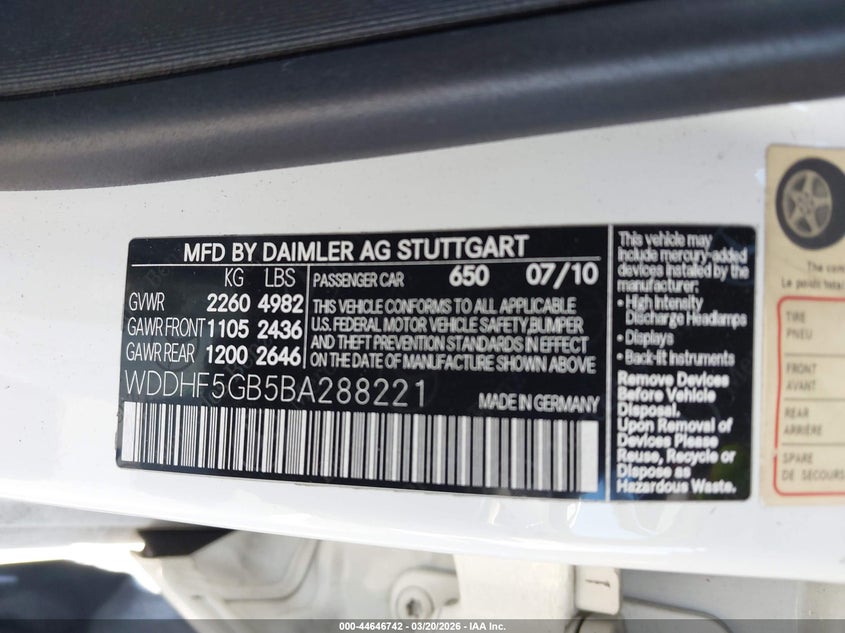 MFD BY DAIMLER AG STUTTGART
KG LBS
GVWR 2260 4982
GAWR FRONT 1105 2436
GAWR REAR 1200 2646
PASSENGER CAR 650 07/10
THIS VEHICLE CONFORMS TO ALL APPLICABLE
U.S. FEDERAL MOTOR VEHICLE SAFETY, BUMPER
AND THEFT PREVENTION STANDARDS IN EFFECT
ON THE DATE OF MANUFACTURE SHOWN ABOVE
WDDHF5GB5BA288221
MADE IN GERMANY
This vehicle may
include mercury-added
devices installed by the
manufacturer:
• High Intensity
Discharge Headlamps
• Displays
• Back-lit Instruments
Remove Devices
Before Vehicle
Disposal.
Upon Removal of
Devices Please
Reuse, Recycle or
Dispose as
Hazardous Waste.
The com
Le poids total
TIRE
PNEU
FRONT
AVANT
REAR
ARRIÈRE
SPARE
DE SECOURS
000-44646742 | 03/20/2026 - IAA Inc.